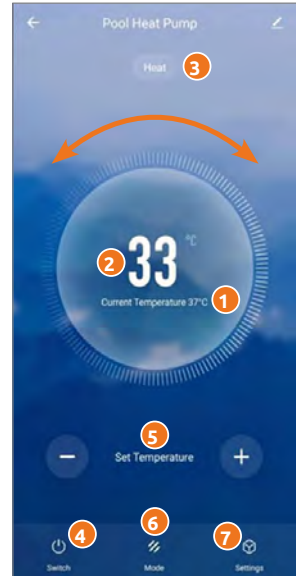 Pool Heat Pump
Heat 3
2 33 °C
Current Temperature 37°C 1
5
Set Temperature
4 6 7
Switch Mode Settings